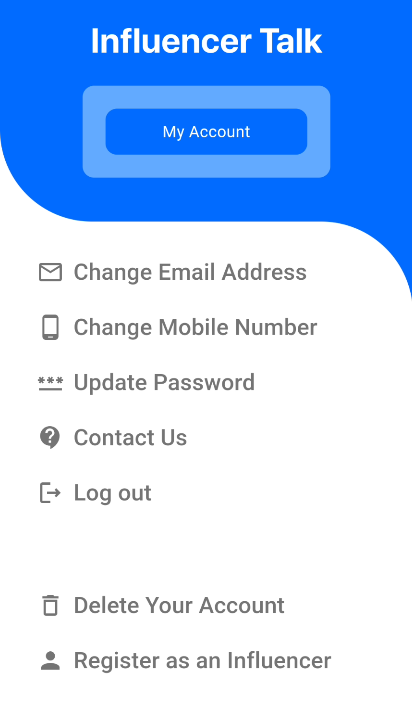 Influencer Talk
My Account
Change Email Address
Change Mobile Number
Update Password
Contact Us
Log out
Delete Your Account
Register as an Influencer